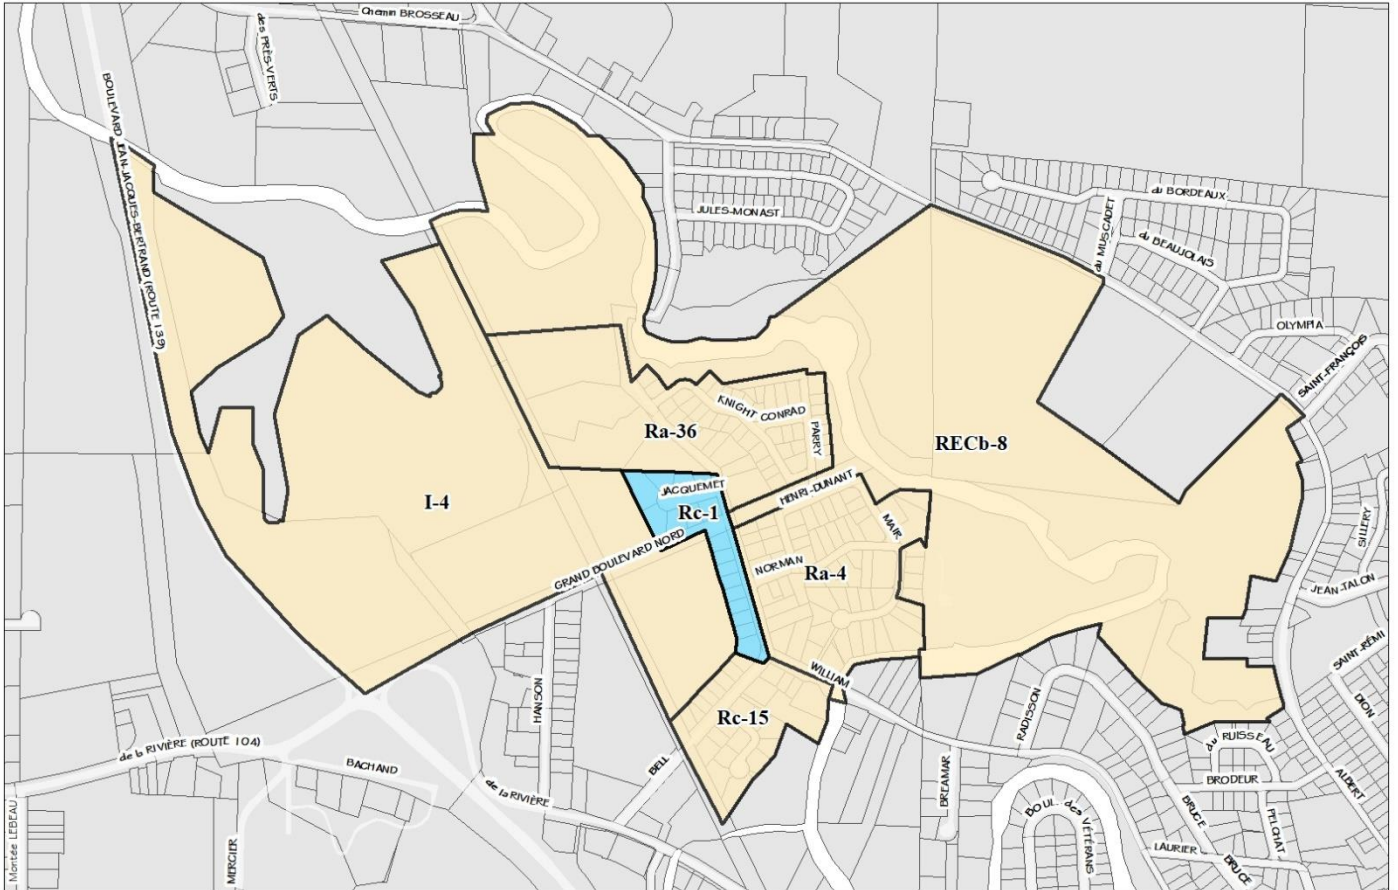 Chemin BROSSEAU
des PRÉS-VERTS
BOULEVARD JEAN-JACQUES-BERTRAND (ROUTE 139)
du BORDEAUX
du MUSCADET
JULES-MONAST
du BEAUJOLAIS
OLYMPIA
SAINT-FRANÇOIS
KNIGHT
CONRAD
PARRY
Ra-36
RECb-8
JACQUEMET
HENRI-DUNANT
I-4
Rc-1
MAIR
SILLERY
GRAND BOULEVARD NORD
NORMAN
Ra-4
JEAN-TALON
SAINT-RÉMI
WILLIAM
DION
HANSON
Rc-15
RADISSON
du RUISSEAU
de la RIVIÈRE (ROUTE 104)
BACHAND
BELL
BRODEUR
ALBERT
de la RIVIÈRE
BREAMAR
BOUL. des VÉTÉRANS
BRUCE
PELCHAT
Montée LEBEAU
MERCIER
LAURIER
BRUCE